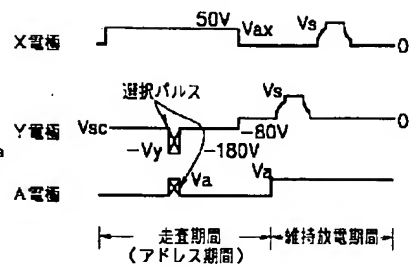 50V
Vax
Vs
X電極
0
選択パルス
Vs
Y電極
Vsc
-Vy
-180V
-80V
0
a
Va
Va
A電極
走査期間
(アドレス期間)
維持放電期間